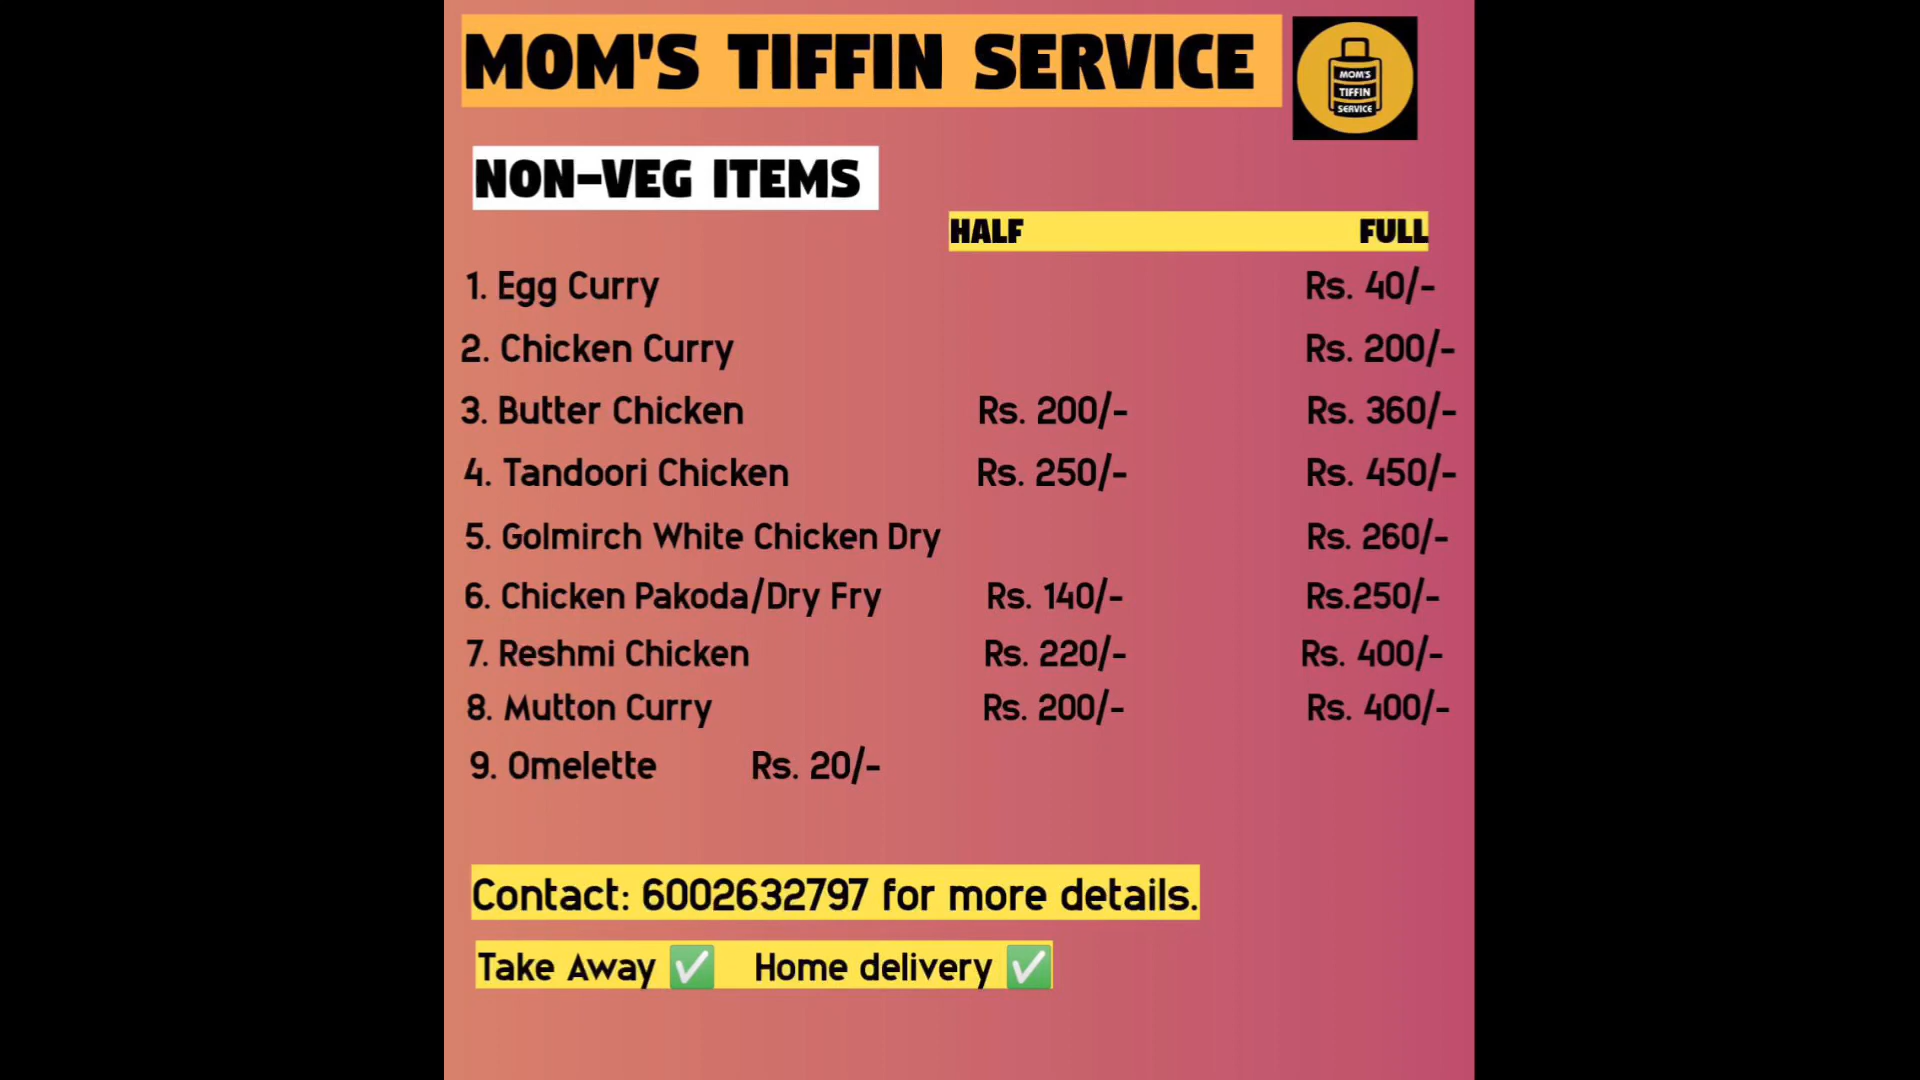 MOM'S TIFFIN SERVICE
MOM'S
TIFFIN
SERVICE
NON-VEG ITEMS
HALF FULL
1. Egg Curry Rs. 40/-
2. Chicken Curry Rs. 200/-
3. Butter Chicken Rs. 200/- Rs. 360/-
4. Tandoori Chicken Rs. 250/- Rs. 450/-
5. Golmirch White Chicken Dry Rs. 260/-
6. Chicken Pakoda/Dry Fry Rs. 140/- Rs.250/-
7. Reshmi Chicken Rs. 220/- Rs. 400/-
8. Mutton Curry Rs. 200/- Rs. 400/-
9. Omelette Rs. 20/-
Contact: 6002632797 for more details.
Take Away ✅ Home delivery ✅